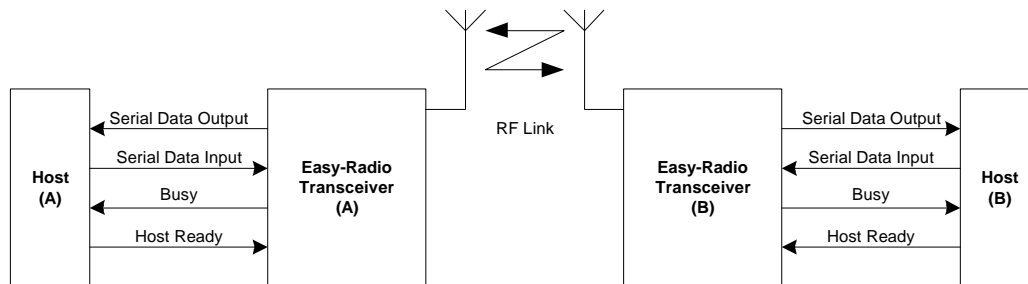 RF Link
Host
(A)
Serial Data Output
Serial Data Input
Busy
Host Ready
Easy-Radio
Transceiver
(A)
Easy-Radio
Transceiver
(B)
Serial Data Output
Serial Data Input
Busy
Host Ready
Host
(B)